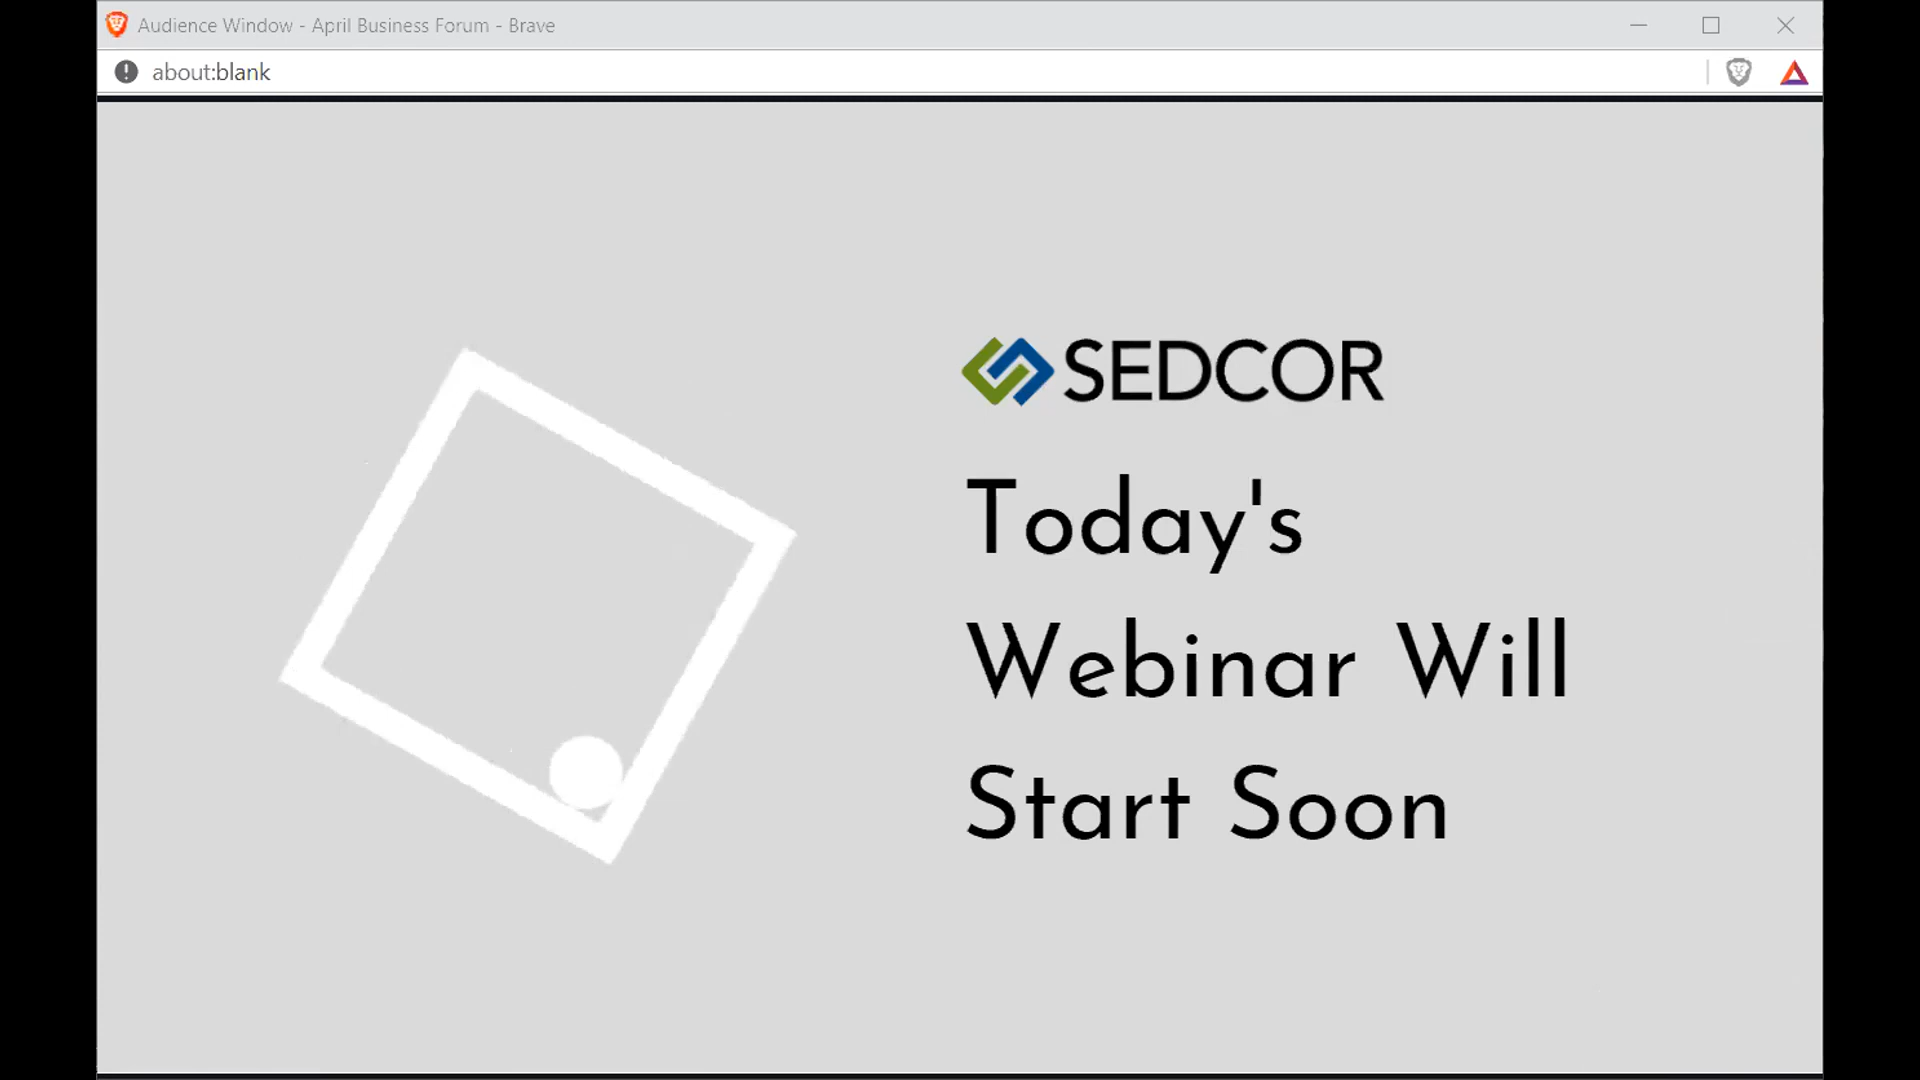 Audience Window - April Business Forum - Brave
about:blank
SEDCOR
Today's
Webinar Will
Start Soon